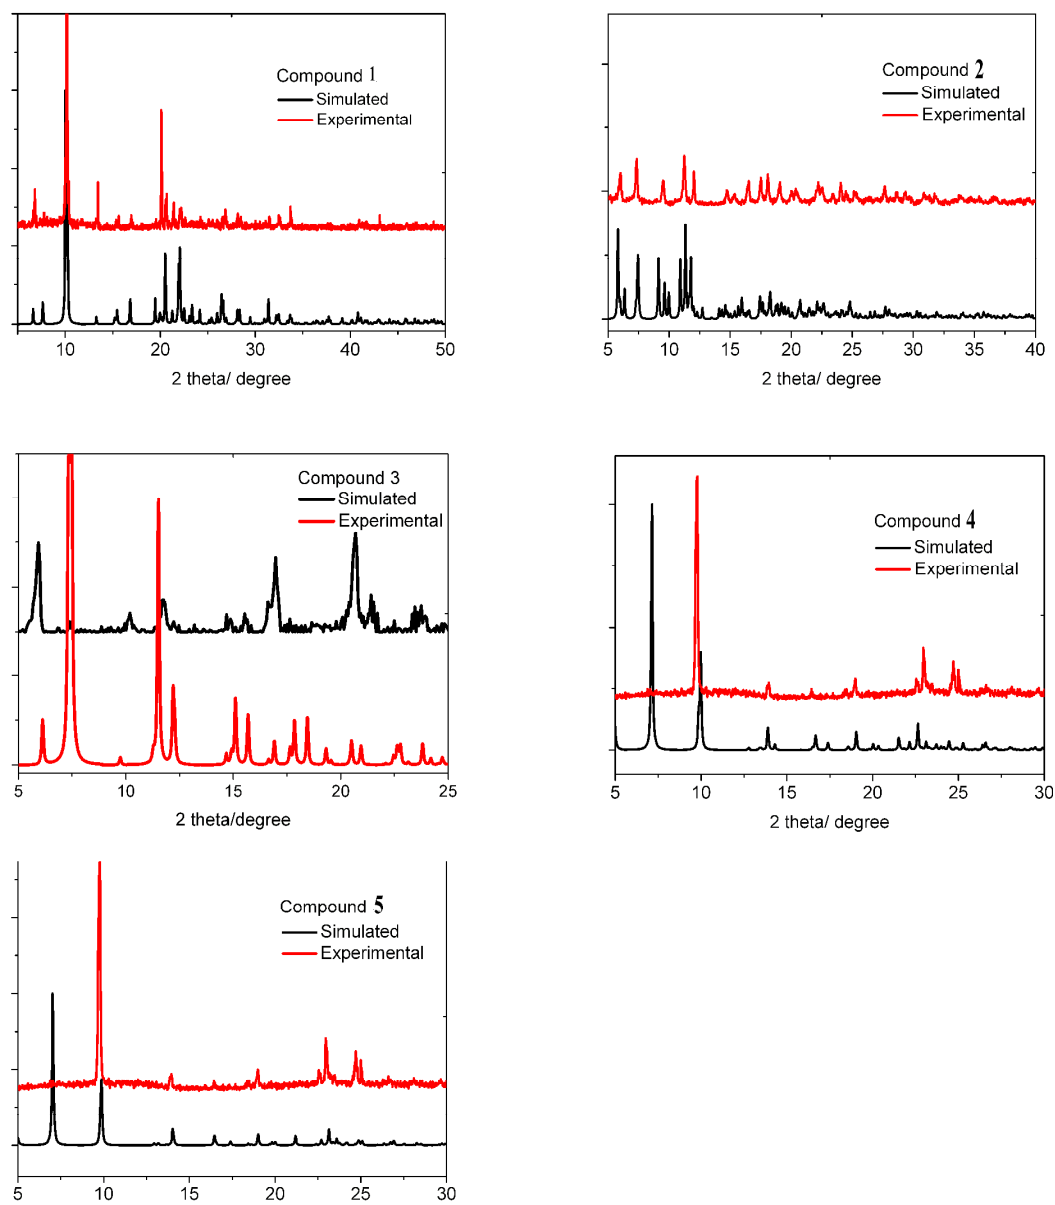 Compound 1
Simulated
Experimental
10 20 30 40 50
2 theta/ degree
Compound 2
Simulated
Experimental
5 10 15 20 25 30 35 40
2 theta/ degree
Compound 3
Simulated
Experimental
5 10 15 20 25
2 theta/degree
Compound 4
Simulated
Experimental
5 10 15 20 25 30
2 theta/ degree
Compound 5
Simulated
Experimental
5 10 15 20 25 30